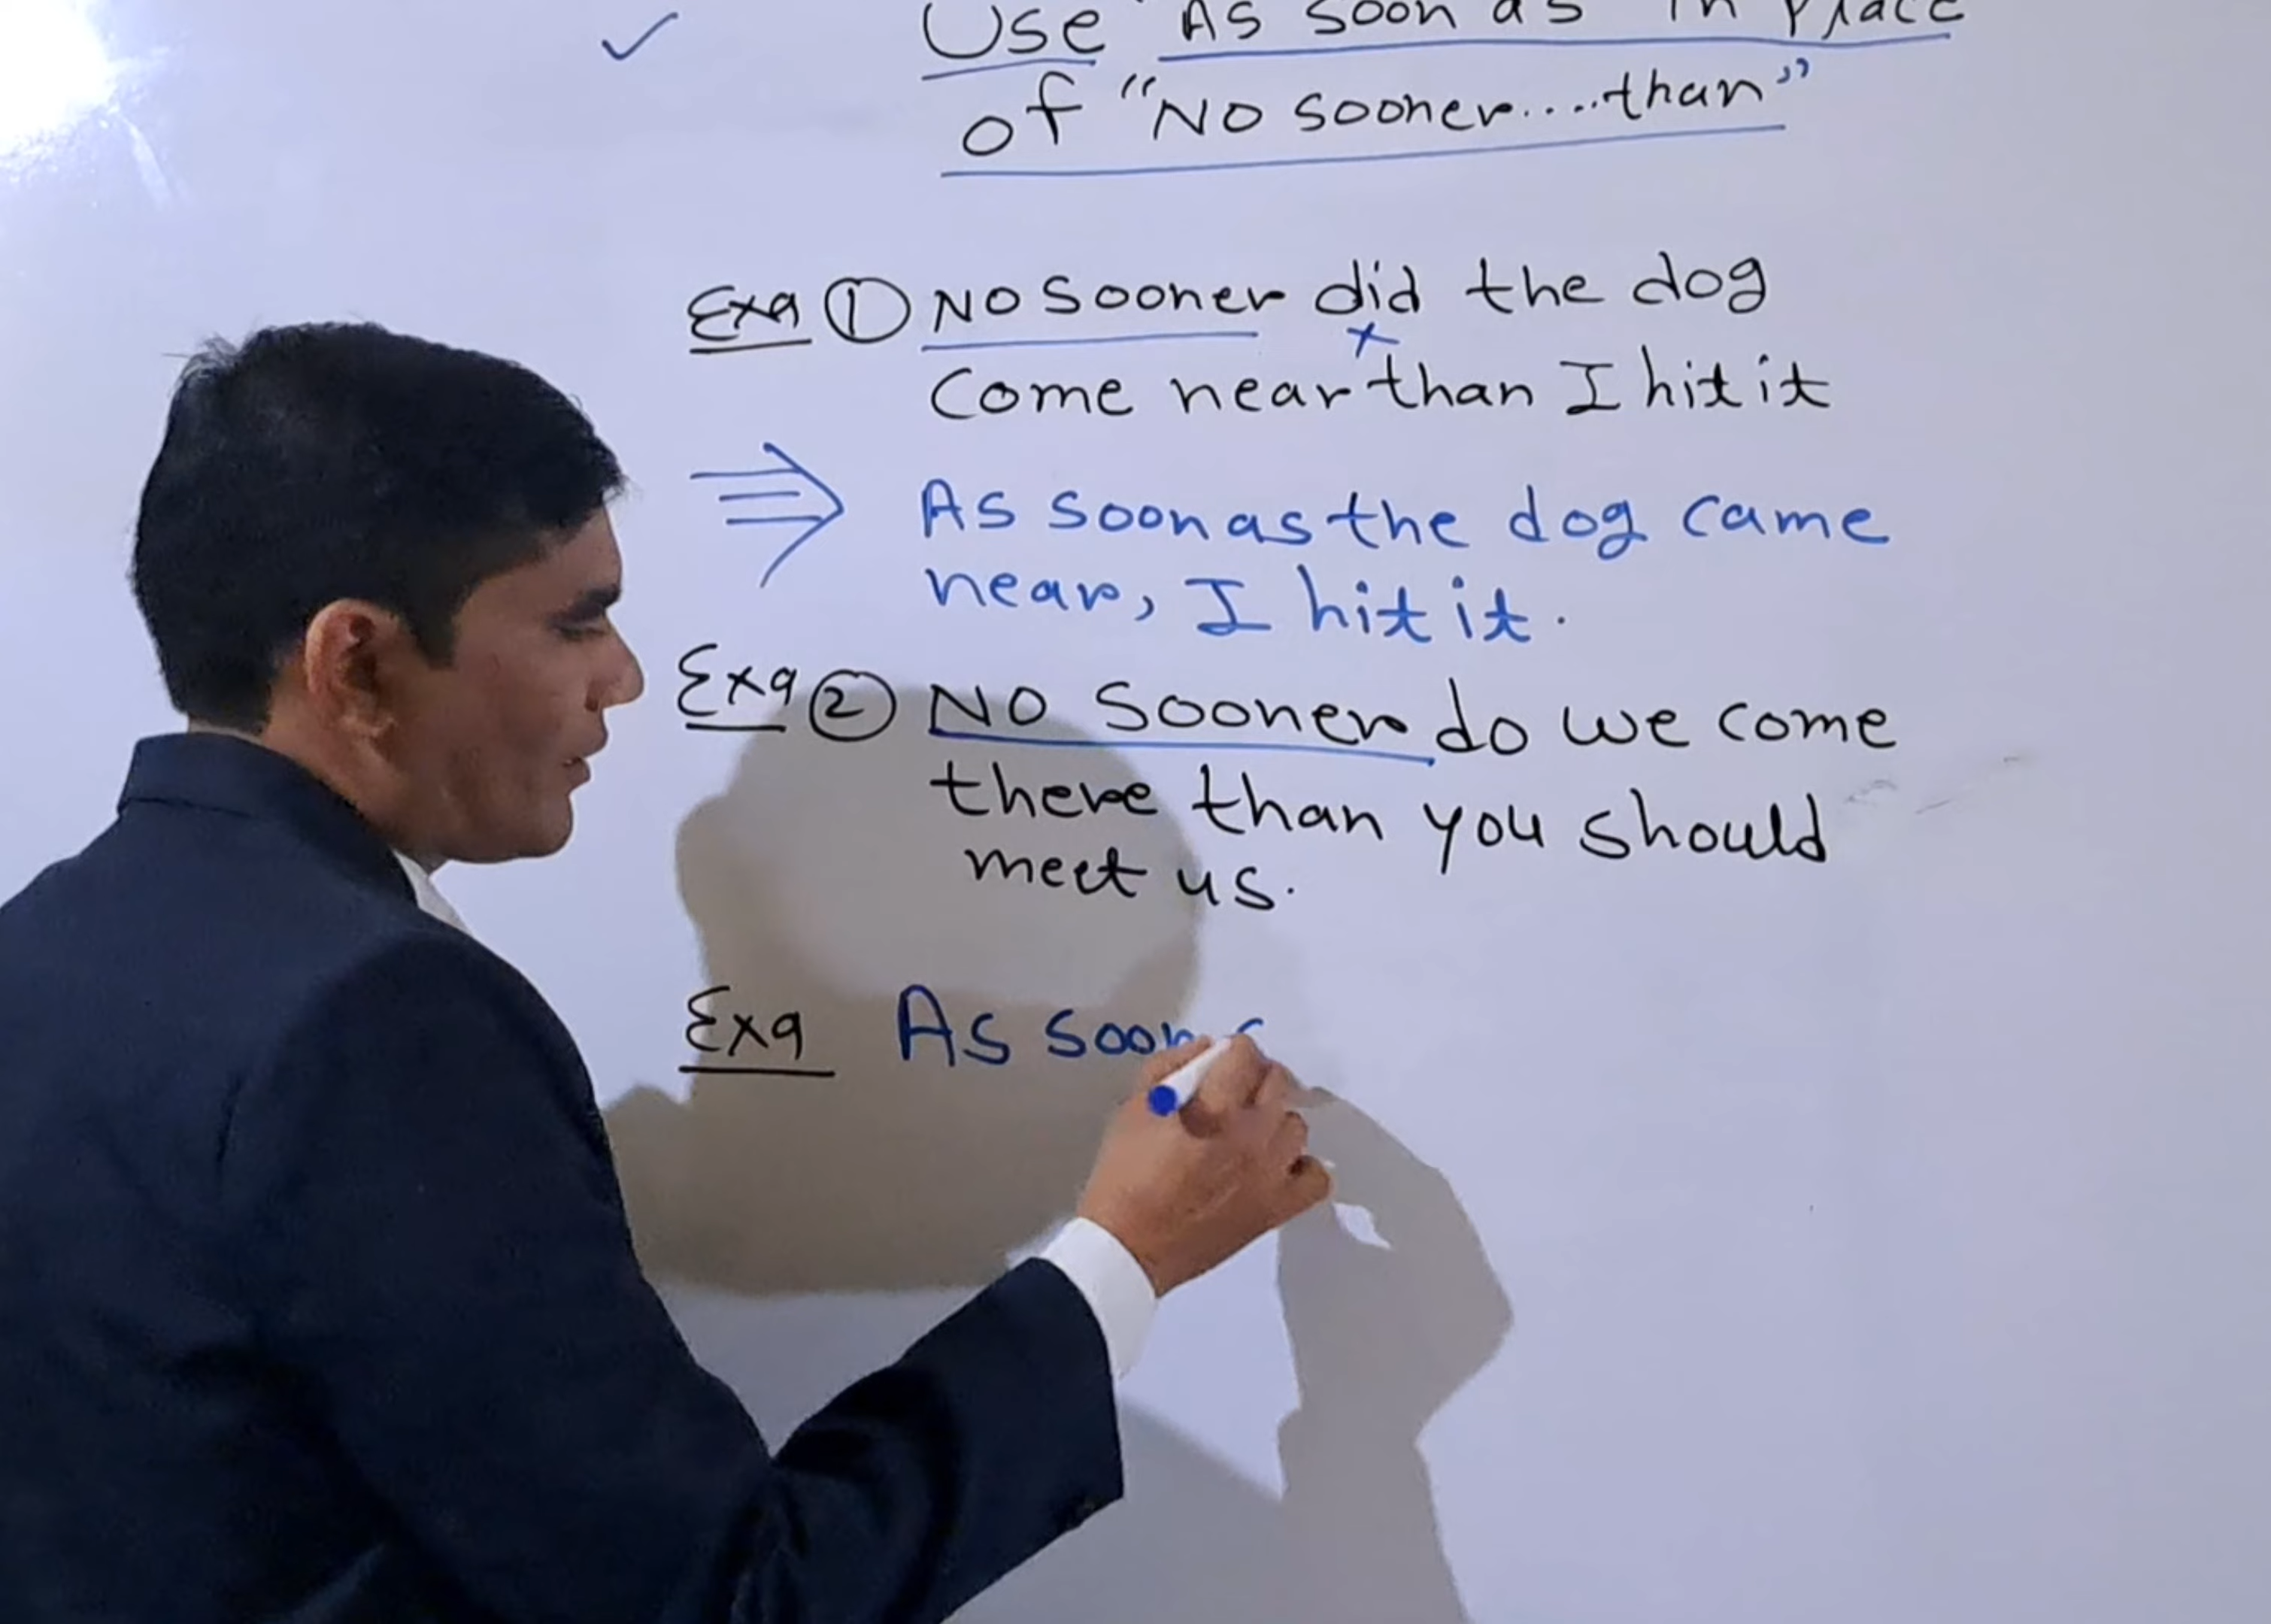 Use "As soon as" in place
of "No sooner....than"
Exa ① No sooner did the dog
x
come near than I hit it
As soon as the dog came
near, I hit it.
Exa ② No sooner do we come
there than you should
meet us.
Exa As soon